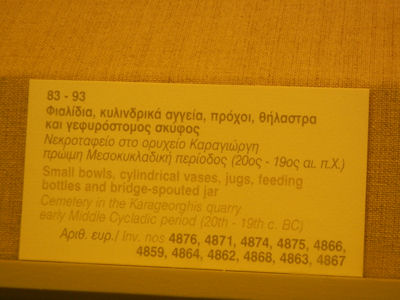 83 - 93
Φιαλίδια, κυλινδρικά αγγεία, πρόχοι, θήλαστρα
και γεφυρόστομος σκύφος
Νεκροταφείο στο ορυχείο Καραγιώργη
πρώιμη Μεσοκυκλαδική περίοδος (20ος - 19ος αι. π.Χ.)
Small bowls, cylindrical vases, jugs, feeding
bottles and bridge-spouted jar
Cemetery in the Karageorghis quarry
early Middle Cycladic period (20th - 19th c. BC)
Αριθ. ευρ./ Inv. nos 4876, 4871, 4874, 4875, 4866,
4859, 4864, 4862, 4868, 4863, 4867